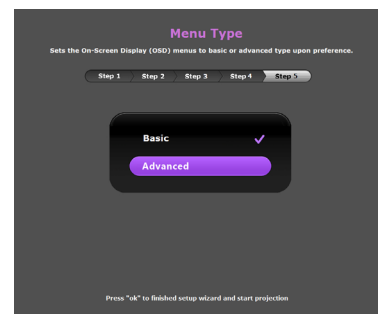 Menu Type
Sets the On-Screen Display (OSD) menus to basic or advanced type upon preference.
Step 1 Step 2 Step 3 Step 4 Step 5
Basic
Advanced
Press "ok" to finished setup wizard and start projection